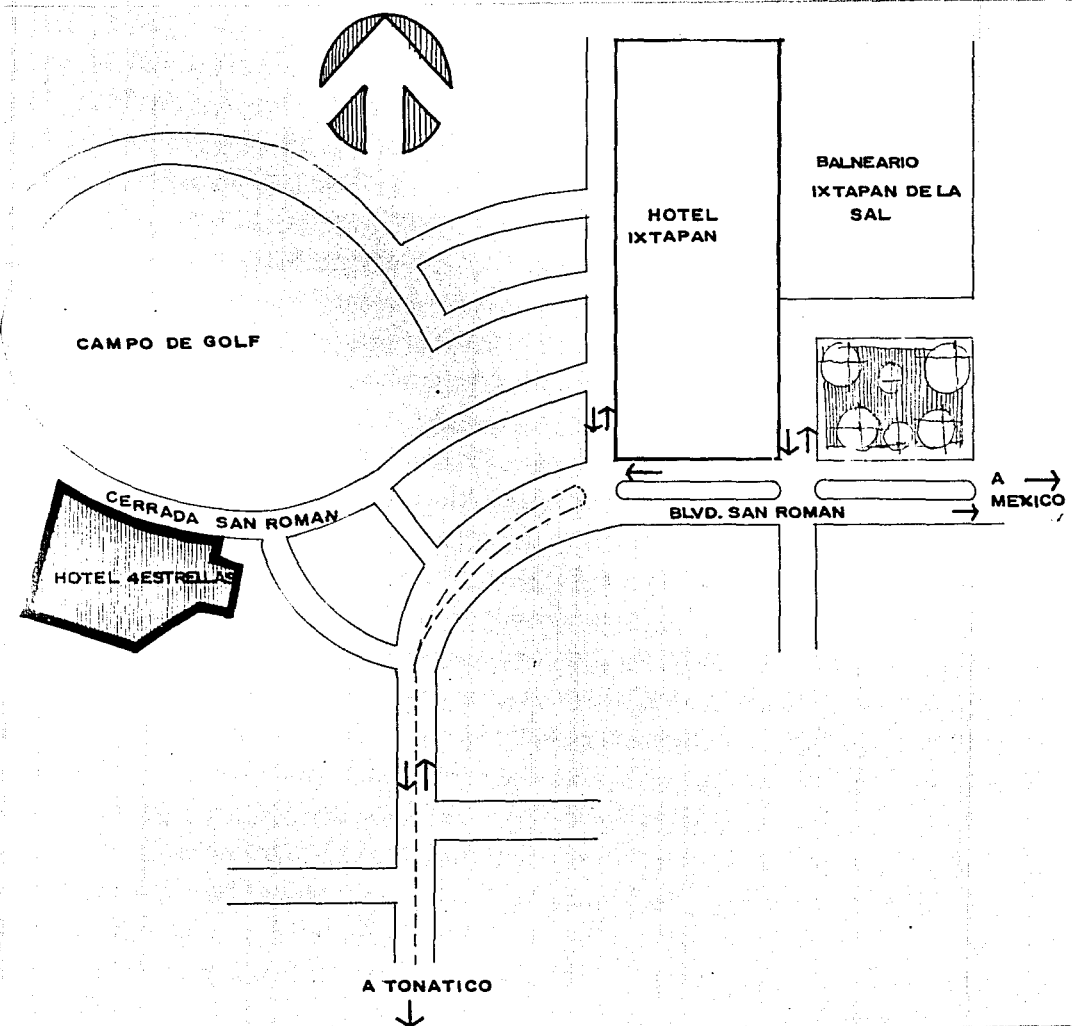 BALNEARIO
IXTAPAN DE LA
SAL
HOTEL
IXTAPAN
CAMPO DE GOLF
A
MEXICO
BLVD. SAN ROMAN
CERRADA SAN ROMAN
HOTEL 4ESTRELLAS
A TONATICO